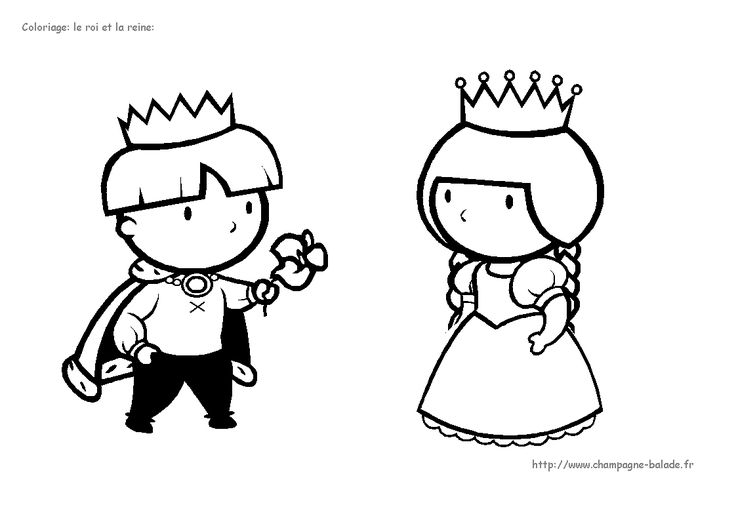 Coloriage: le roi et la reine:
http://www.champagne-balade.fr